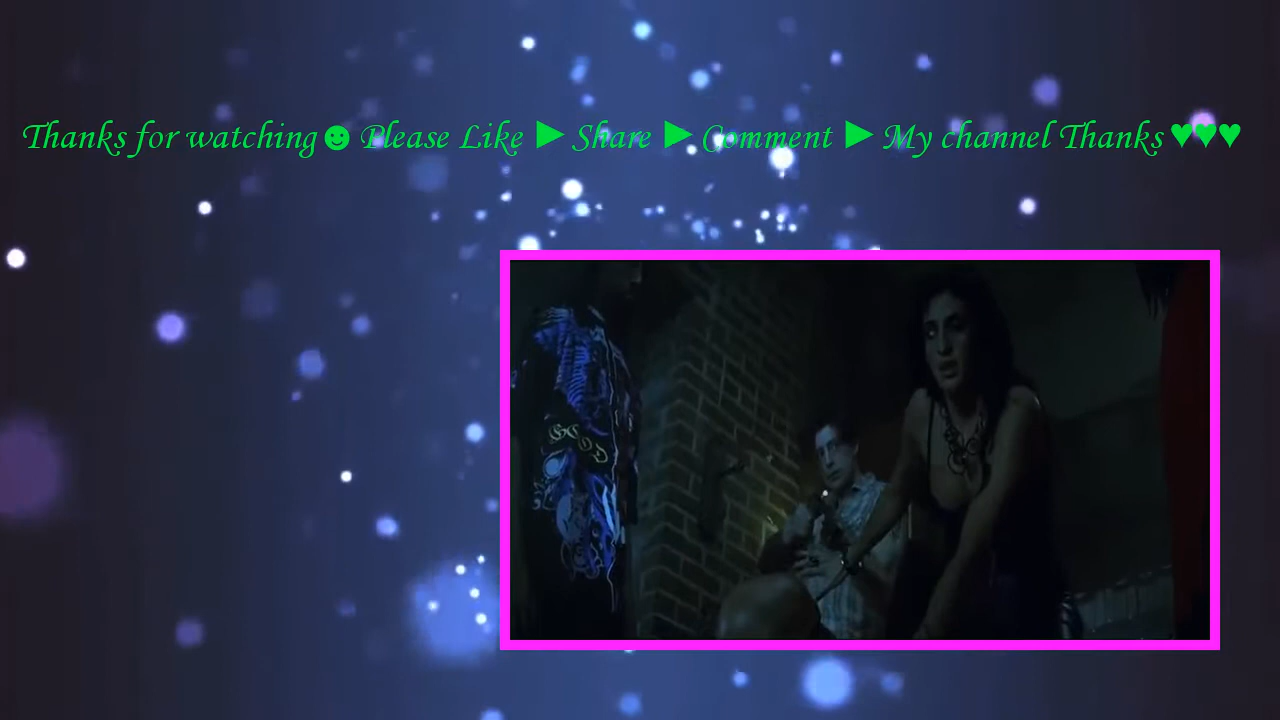 Thanks for watching☻Please Like ► Share ► Comment ► My channel Thanks ♥♥♥